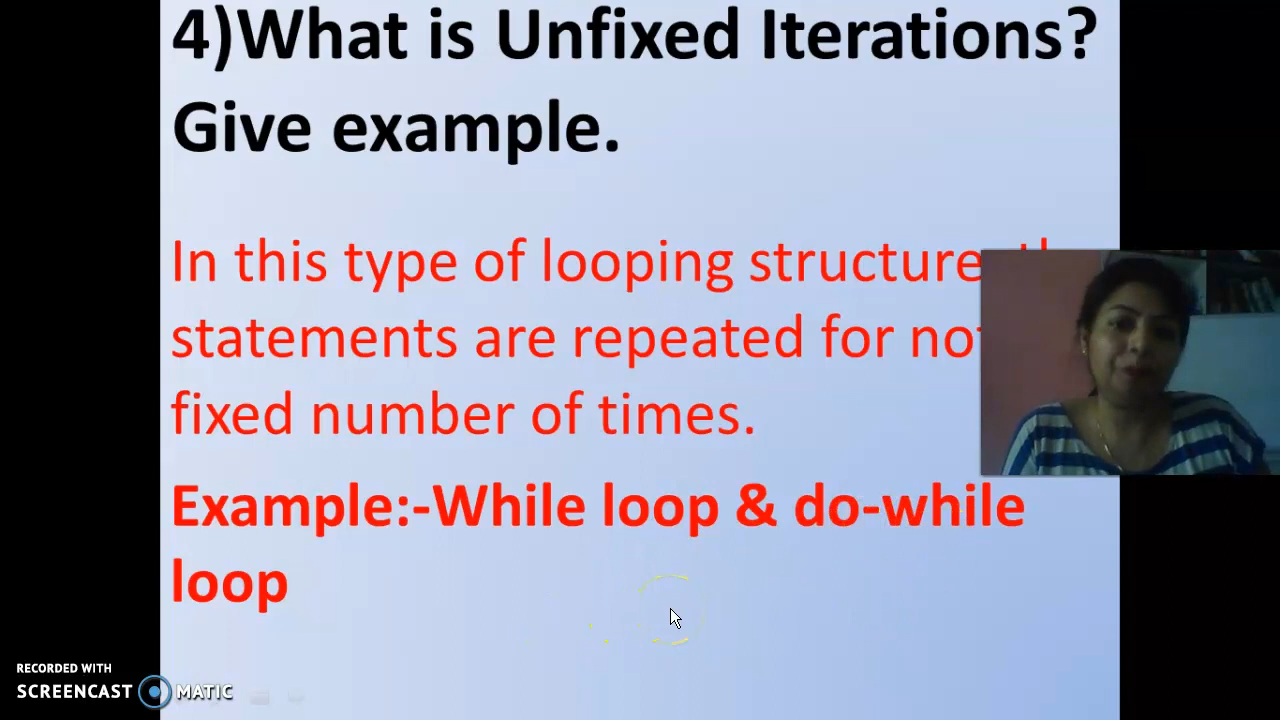 4)What is Unfixed Iterations?
Give example.
In this type of looping structure
statements are repeated for not
fixed number of times.
Example:-While loop & do-while
loop
RECORDED WITH
SCREENCAST MATIC